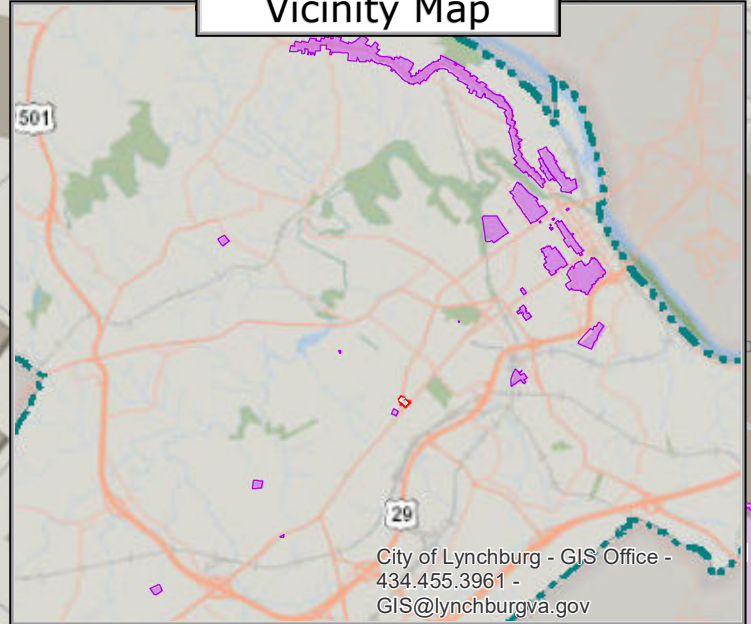 Vicinity Map
501
29
City of Lynchburg - GIS Office -
434.455.3961 -
GIS@lynchburgva.gov